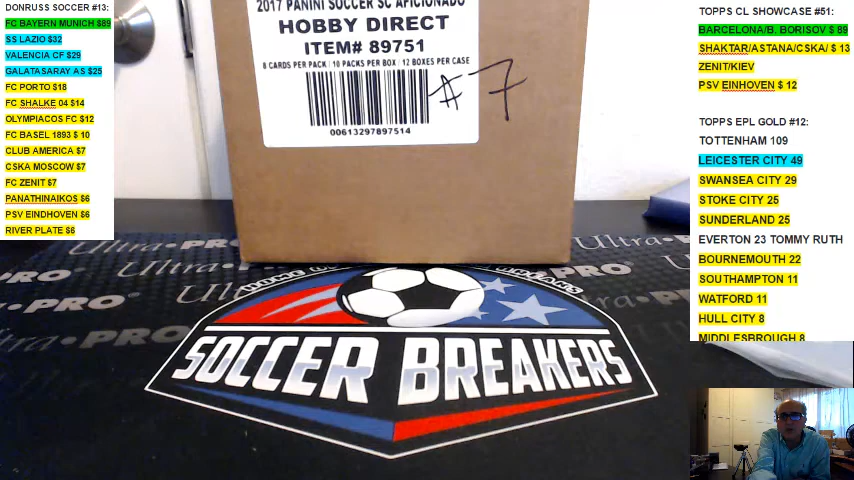 DONRUSS SOCCER #13:
FC BAYERN MUNICH $89
SS LAZIO $32
VALENCIA CF $29
GALATASARAY AS $25
FC PORTO $18
FC SHALKE 04 $14
OLYMPIACOS FC $12
FC BASEL 1893 $ 10
CLUB AMERICA $7
CSKA MOSCOW $7
FC ZENIT $7
PANATHINAIKOS $6
PSV EINDHOVEN $6
RIVER PLATE $6
2017 PANINI SOCCER SC AFICIONADO
HOBBY DIRECT
ITEM# 89751
8 CARDS PER PACK / 10 PACKS PER BOX / 12 BOXES PER CASE
#7
00613297897514
TOPPS CL SHOWCASE #51:
BARCELONA/B. BORISOV $ 89
SHAKTAR/ASTANA/CSKA/ $ 13
ZENIT/KIEV
PSV EINHOVEN $ 12
TOPPS EPL GOLD #12:
TOTTENHAM 109
LEICESTER CITY 49
SWANSEA CITY 29
STOKE CITY 25
SUNDERLAND 25
EVERTON 23 TOMMY RUTH
BOURNEMOUTH 22
SOUTHAMPTON 11
WATFORD 11
HULL CITY 8
MIDDLESBROUGH 8
Ultra PRO
SOCCER BREAKERS